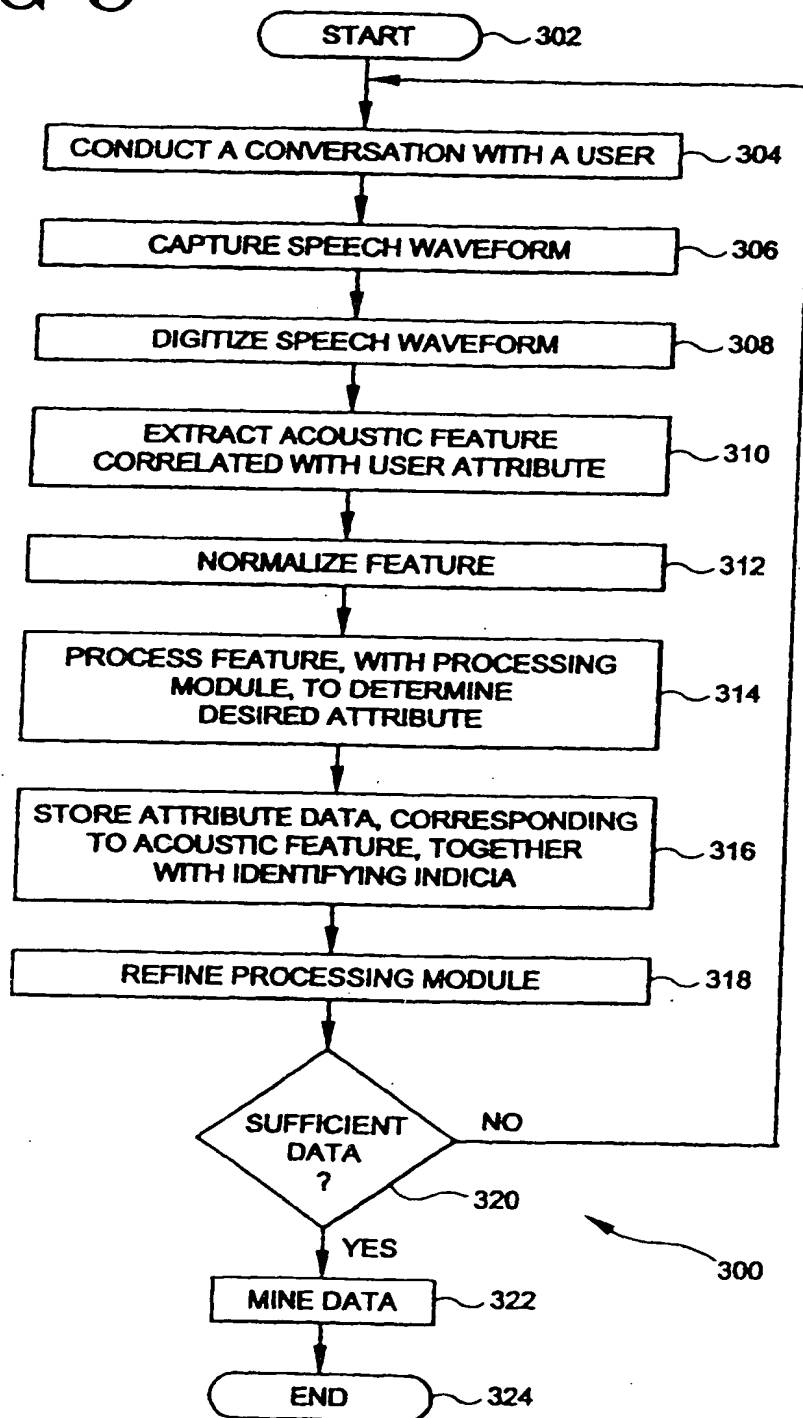 START
302
CONDUCT A CONVERSATION WITH A USER
304
CAPTURE SPEECH WAVEFORM
306
DIGITIZE SPEECH WAVEFORM
308
EXTRACT ACOUSTIC FEATURE
CORRELATED WITH USER ATTRIBUTE
310
NORMALIZE FEATURE
312
PROCESS FEATURE, WITH PROCESSING
MODULE, TO DETERMINE
DESIRED ATTRIBUTE
314
STORE ATTRIBUTE DATA, CORRESPONDING
TO ACOUSTIC FEATURE, TOGETHER
WITH IDENTIFYING INDICIA
316
REFINE PROCESSING MODULE
318
SUFFICIENT
DATA
?
NO
320
YES
300
MINE DATA
322
END
324